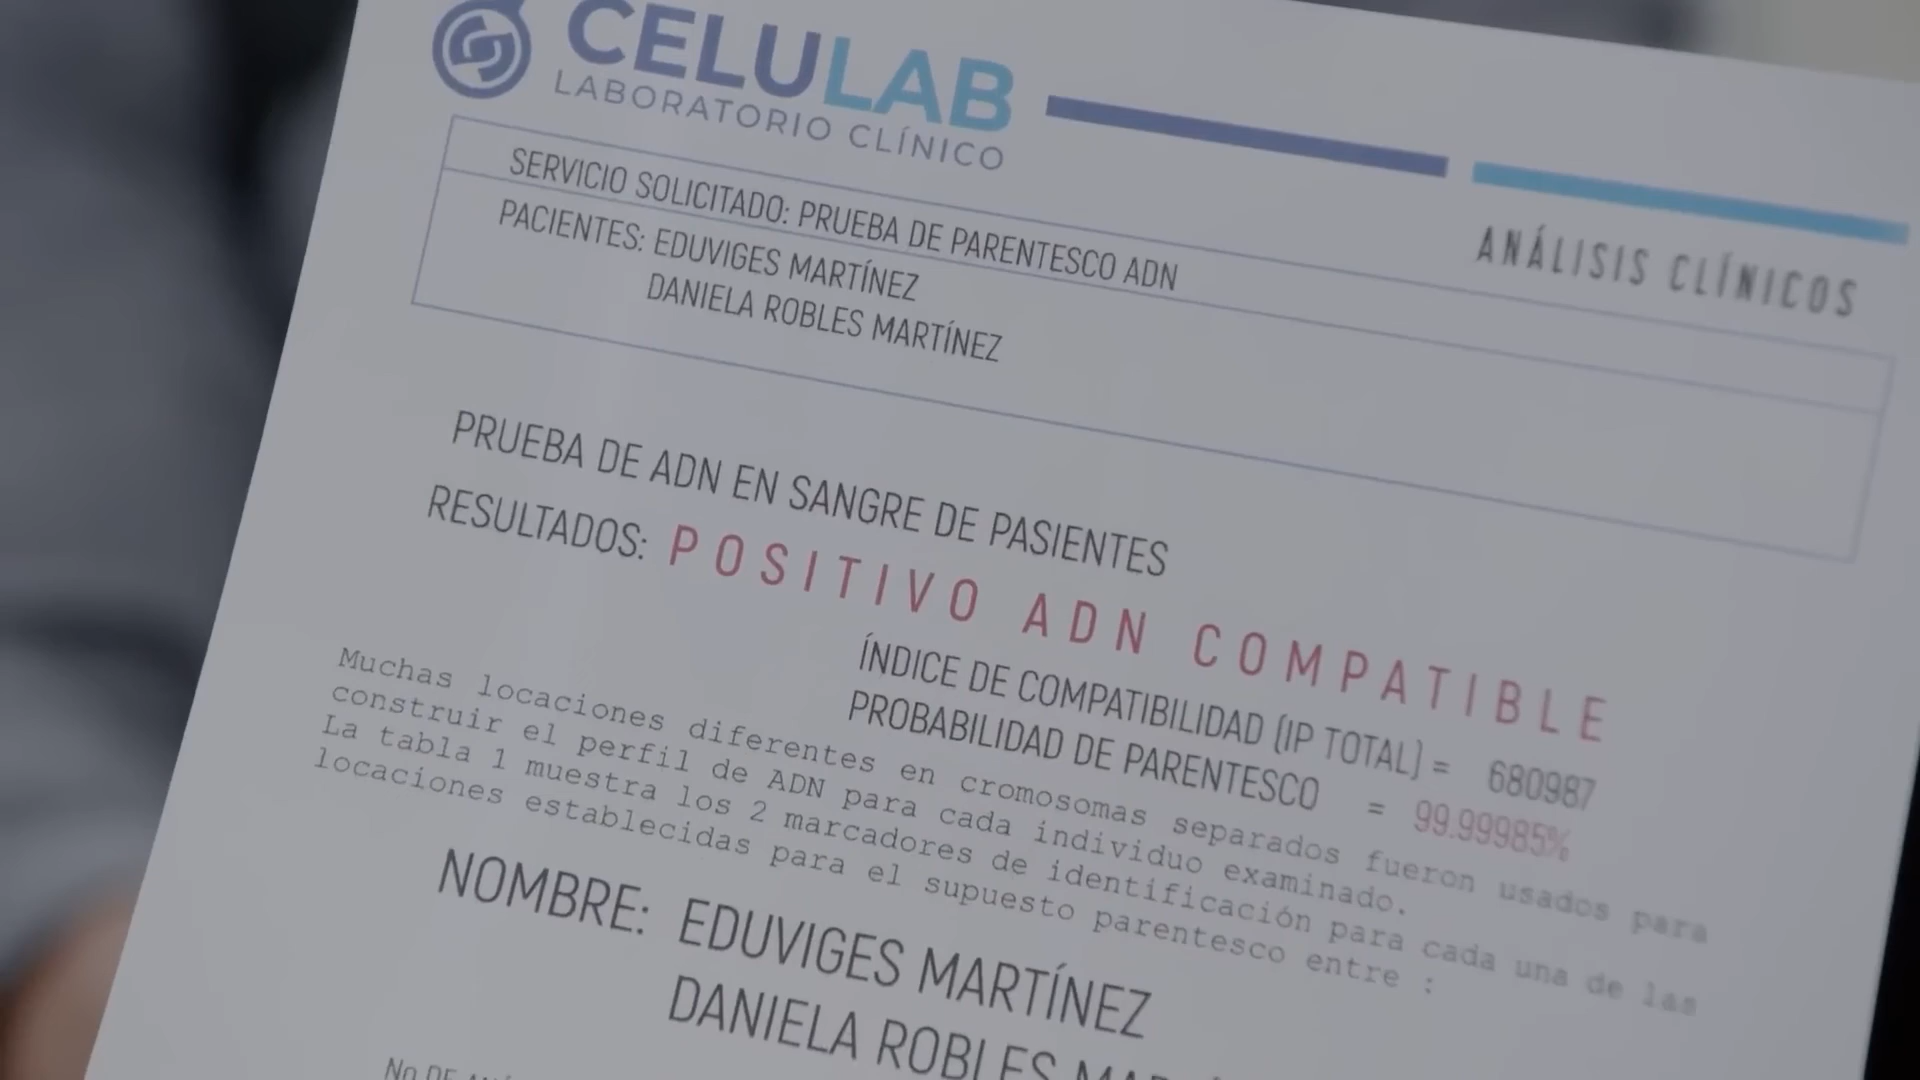 CELULAB
LABORATORIO CLÍNICO
ANÁLISIS CLÍNICOS
SERVICIO SOLICITADO: PRUEBA DE PARENTESCO ADN
PACIENTES: EDUVIGES MARTÍNEZ
DANIELA ROBLES MARTÍNEZ
PRUEBA DE ADN EN SANGRE DE PASIENTES
RESULTADOS: POSITIVO ADN COMPATIBLE
ÍNDICE DE COMPATIBILIDAD (IP TOTAL) = 680987
PROBABILIDAD DE PARENTESCO = 99.99985%
Muchas locaciones diferentes en cromosomas separados fueron usados para
construir el perfil de ADN para cada individuo examinado.
La tabla 1 muestra los 2 marcadores de identificación para cada una de las
locaciones establecidas para el supuesto parentesco entre :
NOMBRE: EDUVIGES MARTÍNEZ
DANIELA ROBLES